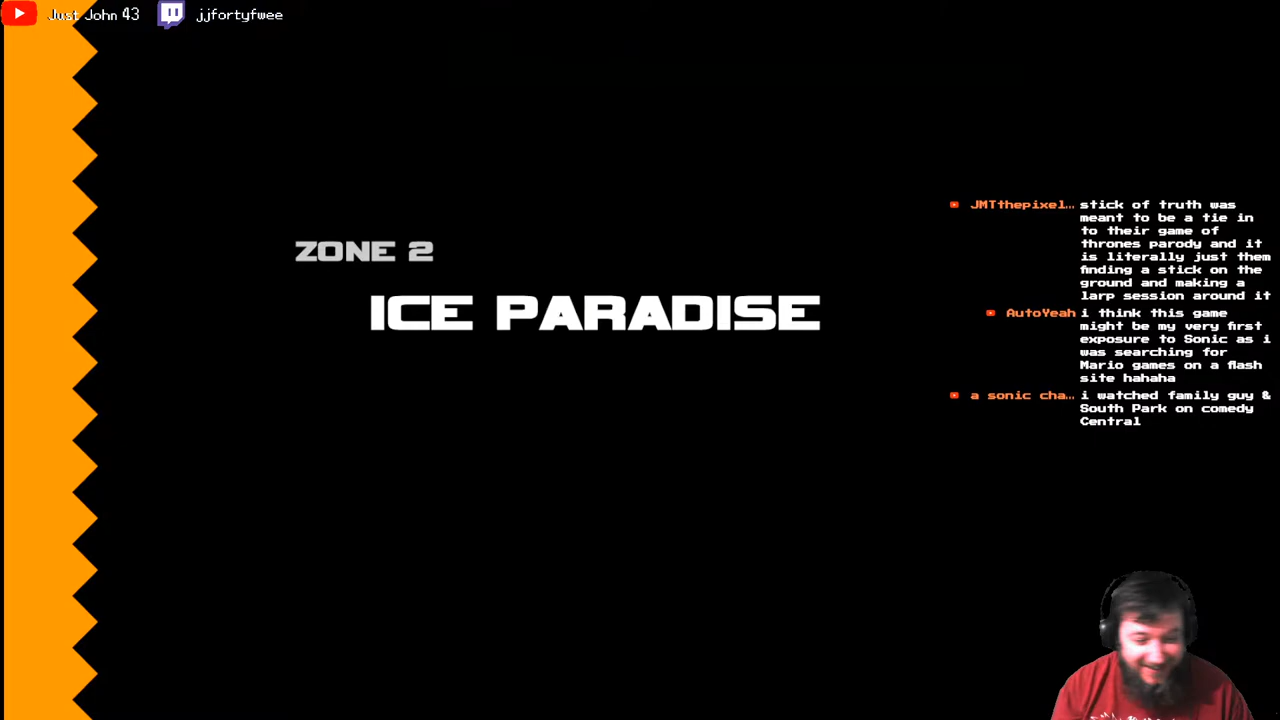 Just John 43 jjfortyfwee
ZONE 2
ICE PARADISE
JMTthepixel... stick of truth was
meant to be a tie in
to their game of
thrones parody and it
is literally just them
finding a stick on the
ground and making a
larp session around it
AutoYeah i think this game
might be my very first
exposure to Sonic as i
was searching for
Mario games on a flash
site hahaha
a sonic cha... i watched family guy &
South Park on comedy
Central